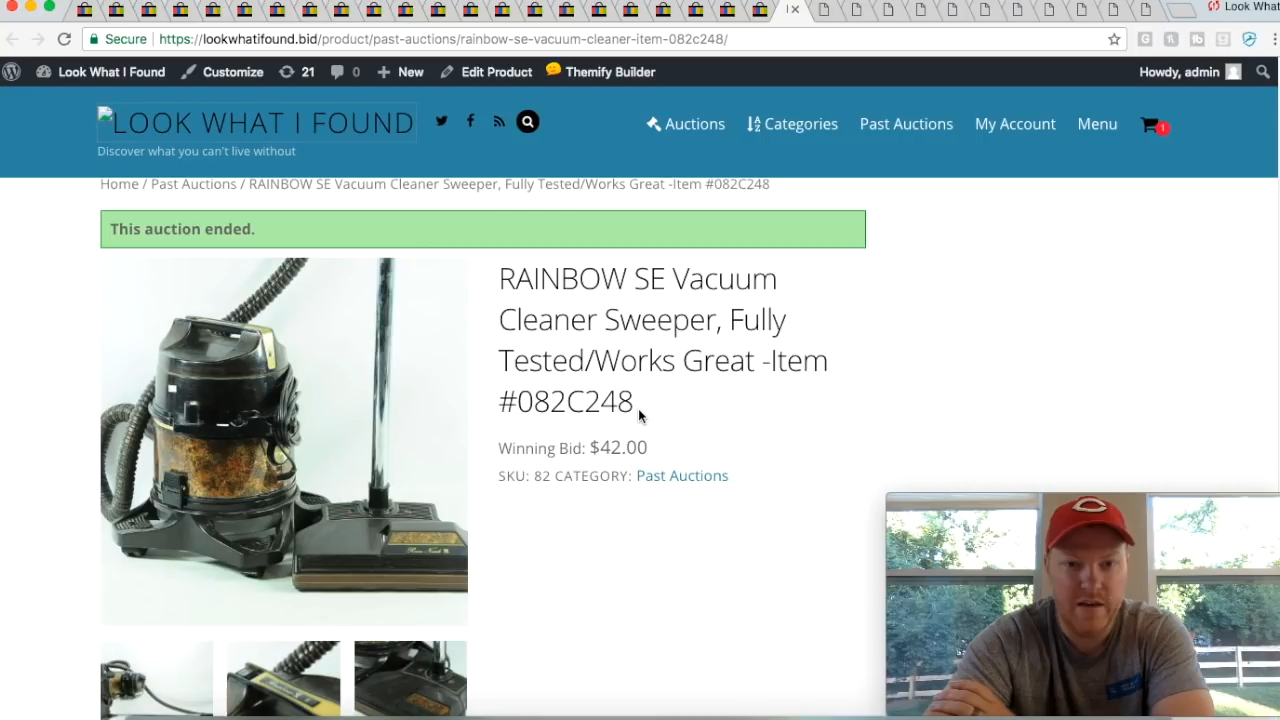 Look What
Secure
https://lookwhatifound.bid/product/past-auctions/rainbow-se-vacuum-cleaner-item-082c248/
Look What I Found
Customize
21
0
New
Edit Product
Themify Builder
Howdy, admin
LOOK WHAT I FOUND
Discover what you can't live without
Auctions
Categories
Past Auctions
My Account
Menu
1
Home / Past Auctions / RAINBOW SE Vacuum Cleaner Sweeper, Fully Tested/Works Great -Item #082C248
This auction ended.
RAINBOW SE Vacuum
Cleaner Sweeper, Fully
Tested/Works Great -Item
#082C248
Winning Bid: $42.00
SKU: 82 CATEGORY: Past Auctions